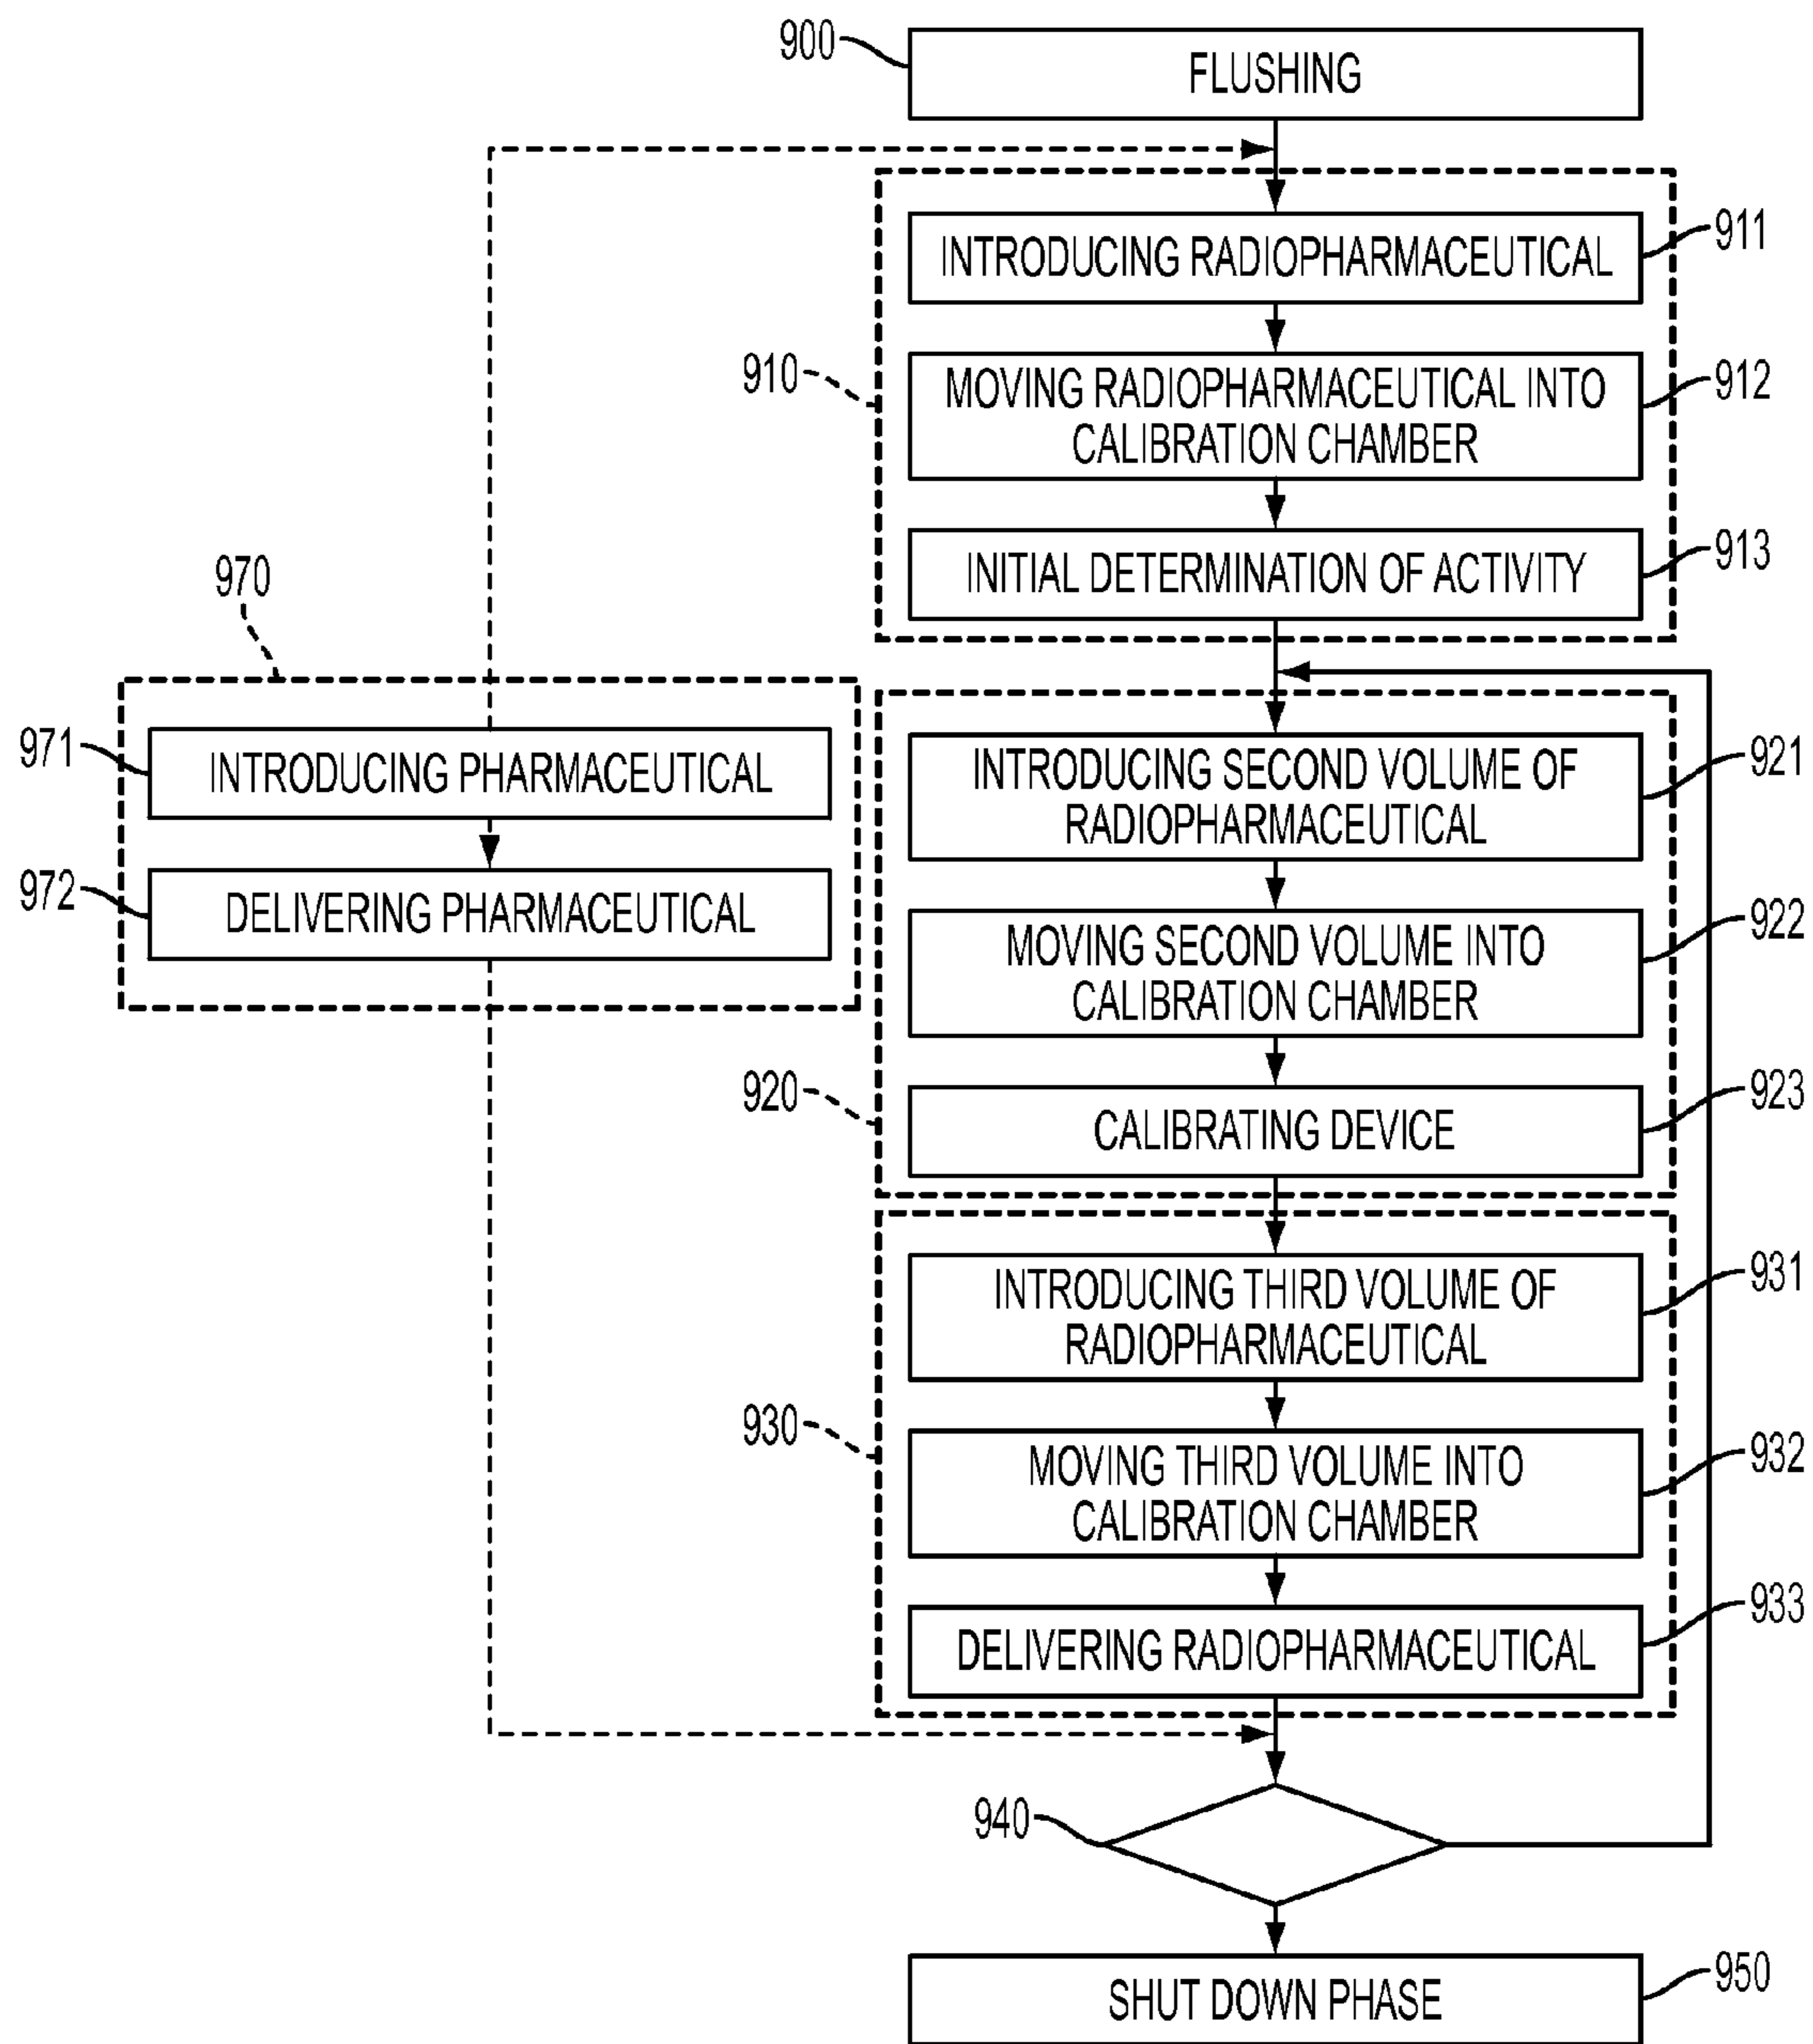 900
FLUSHING
INTRODUCING RADIOPHARMACEUTICAL
911
910
MOVING RADIOPHARMACEUTICAL INTO
CALIBRATION CHAMBER
912
INITIAL DETERMINATION OF ACTIVITY
913
970
971
INTRODUCING PHARMACEUTICAL
972
DELIVERING PHARMACEUTICAL
INTRODUCING SECOND VOLUME OF
RADIOPHARMACEUTICAL
921
MOVING SECOND VOLUME INTO
CALIBRATION CHAMBER
922
920
CALIBRATING DEVICE
923
INTRODUCING THIRD VOLUME OF
RADIOPHARMACEUTICAL
931
930
MOVING THIRD VOLUME INTO
CALIBRATION CHAMBER
932
DELIVERING RADIOPHARMACEUTICAL
933
940
SHUT DOWN PHASE
950